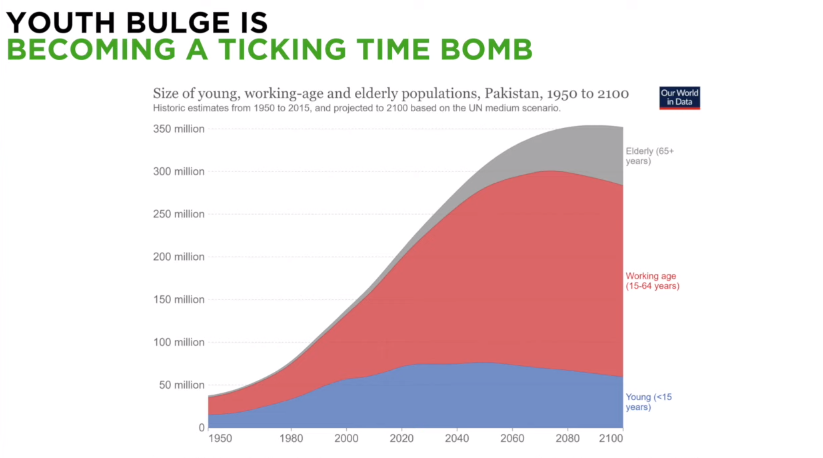 YOUTH BULGE IS
BECOMING A TICKING TIME BOMB
Size of young, working-age and elderly populations, Pakistan, 1950 to 2100
Historic estimates from 1950 to 2015, and projected to 2100 based on the UN medium scenario.
Our World
in Data
350 million
300 million
250 million
200 million
150 million
100 million
50 million
0
1950 1980 2000 2020 2040 2060 2080 2100
Elderly (65+
years)
Working age
(15-64 years)
Young (<15
years)